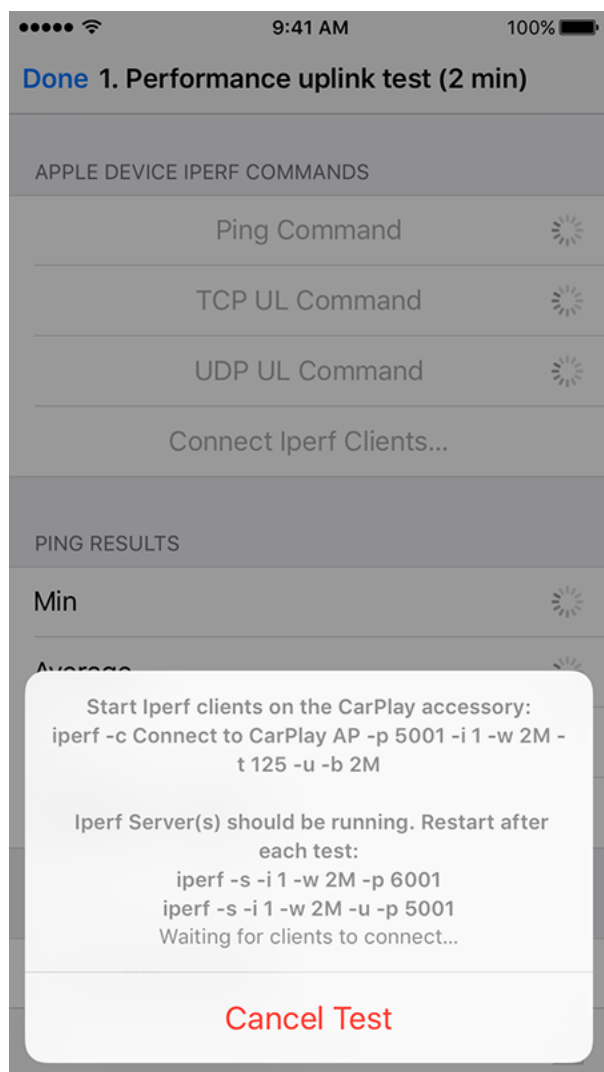 9:41 AM
100%
Done 1. Performance uplink test (2 min)
APPLE DEVICE IPERF COMMANDS
Ping Command
TCP UL Command
UDP UL Command
Connect Iperf Clients...
PING RESULTS
Min
Average
Start Iperf clients on the CarPlay accessory:
iperf -c Connect to CarPlay AP -p 5001 -i 1 -w 2M -
t 125 -u -b 2M
Iperf Server(s) should be running. Restart after
each test:
iperf -s -i 1 -w 2M -p 6001
iperf -s -i 1 -w 2M -u -p 5001
Waiting for clients to connect...
Cancel Test